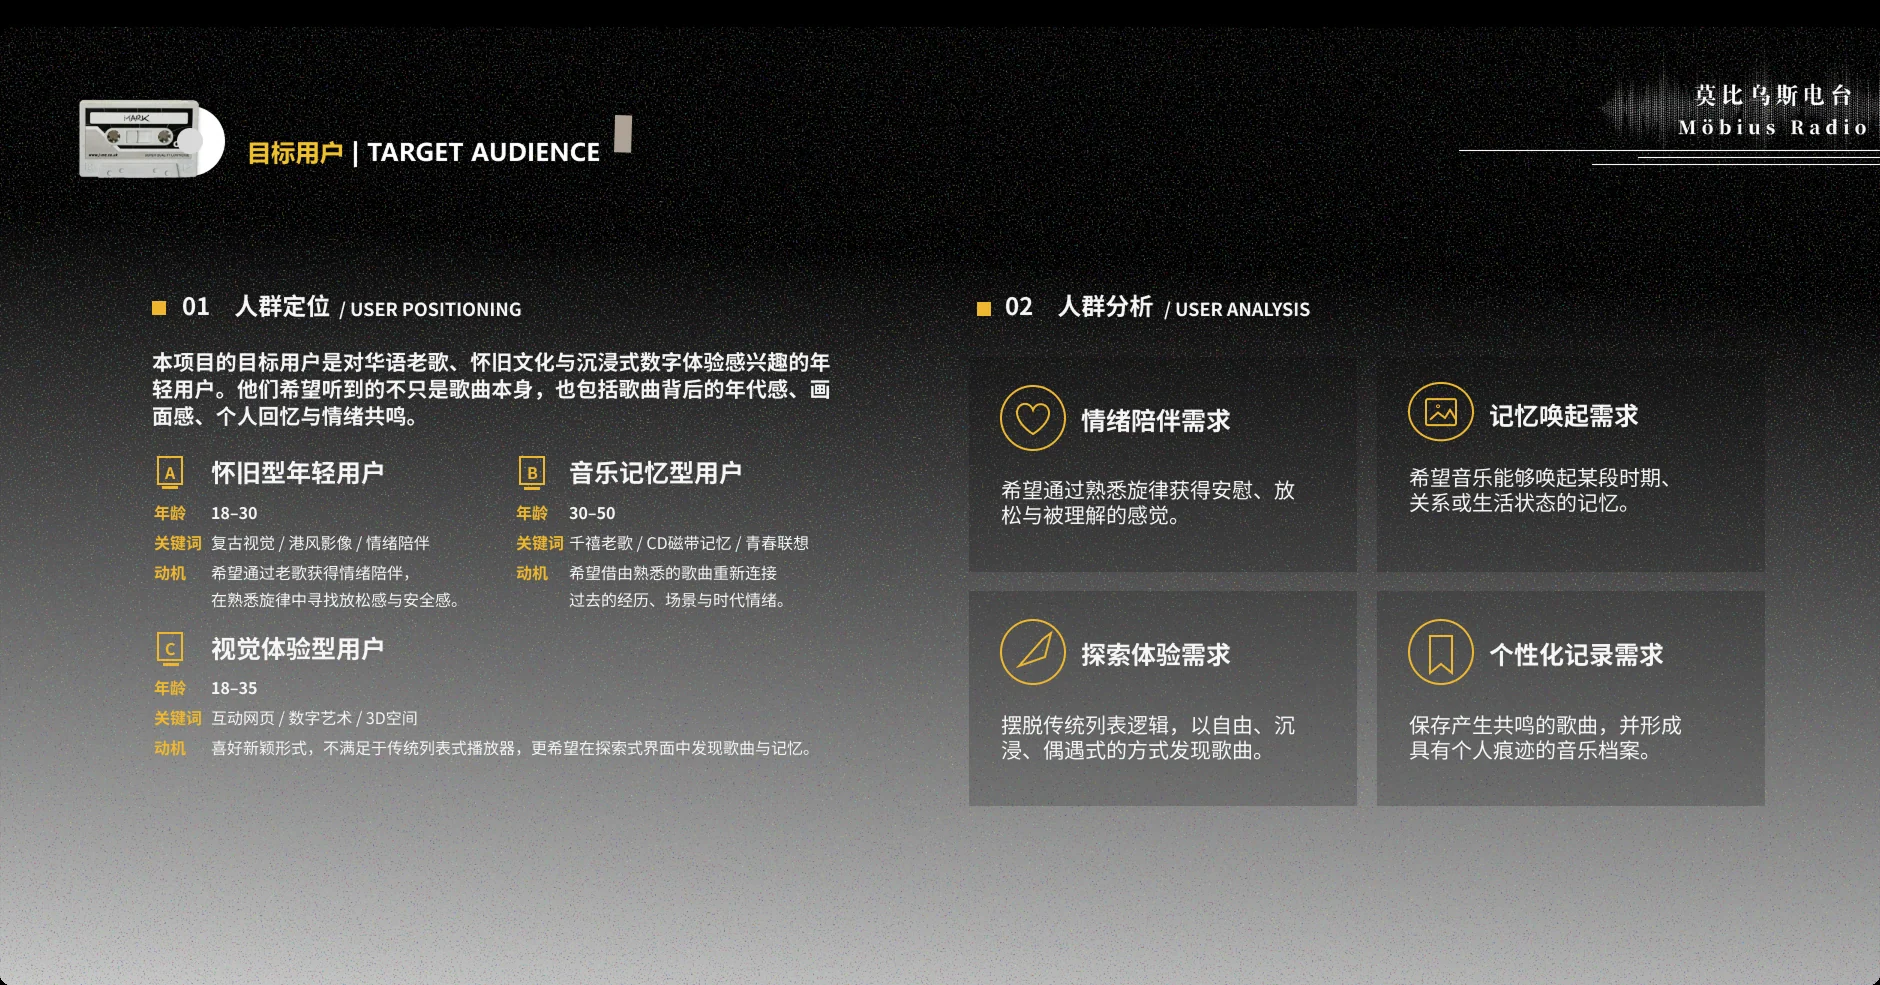 MARK
目标用户 | TARGET AUDIENCE
莫比乌斯电台
Möbius Radio
01 人群定位 / USER POSITIONING
本项目的目标用户是对华语老歌、怀旧文化与沉浸式数字体验感兴趣的年
轻用户。他们希望听到的不只是歌曲本身，也包括歌曲背后的年代感、画
面感、个人回忆与情绪共鸣。
A 怀旧型年轻用户
年龄 18–30
关键词 复古视觉 / 港风影像 / 情绪陪伴
动机 希望通过老歌获得情绪陪伴，
在熟悉旋律中寻找放松感与安全感。
B 音乐记忆型用户
年龄 30–50
关键词 千禧老歌 / CD磁带记忆 / 青春联想
动机 希望借由熟悉的歌曲重新连接
过去的经历、场景与时代情绪。
C 视觉体验型用户
年龄 18–35
关键词 互动网页 / 数字艺术 / 3D空间
动机 喜好新颖形式，不满足于传统列表式播放器，更希望在探索式界面中发现歌曲与记忆。
02 人群分析 / USER ANALYSIS
情绪陪伴需求
希望通过熟悉旋律获得安慰、放
松与被理解的感觉。
记忆唤起需求
希望音乐能够唤起某段时期、
关系或生活状态的记忆。
探索体验需求
摆脱传统列表逻辑，以自由、沉
浸、偶遇式的方式发现歌曲。
个性化记录需求
保存产生共鸣的歌曲，并形成
具有个人痕迹的音乐档案。